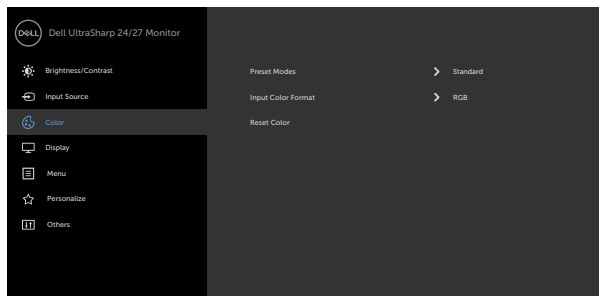 DELL Dell UltraSharp 24/27 Monitor
Brightness/Contrast
Input Source
Color
Display
Menu
Personalize
Others
Preset Modes Standard
Input Color Format RGB
Reset Color